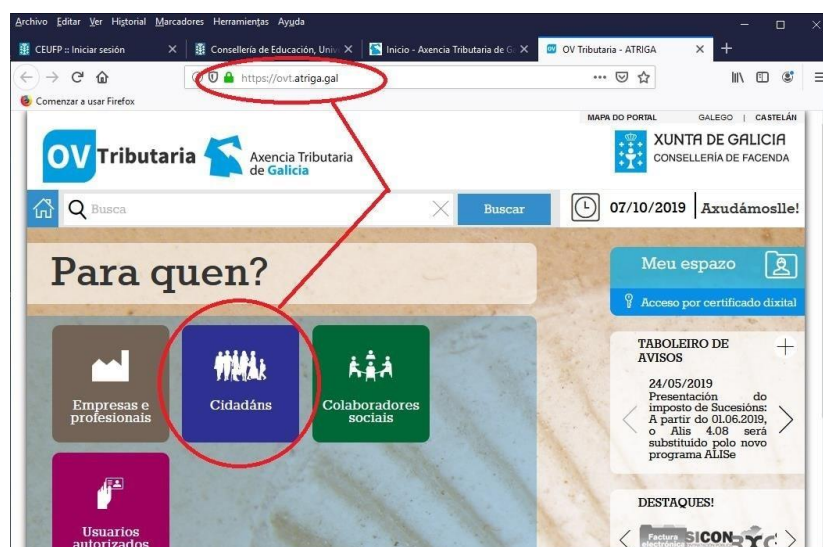 Archivo Editar Ver Historial Marcadores Herramientas Ayuda
CEUFP :: Iniciar sesión
Consellería de Educación, Univ
Inicio - Axencia Tributaria de G
OV Tributaria - ATRIGA
https://ovt.atriga.gal
Comenzar a usar Firefox
MAPA DO PORTAL GALEGO | CASTELÁN
OV Tributaria
Axencia Tributaria
de Galicia
XUNTA DE GALICIA
CONSELLERÍA DE FACENDA
Busca
Buscar
07/10/2019
Axudámoslle!
Para quen?
Meu espazo
Acceso por certificado dixital
Empresas e
profesionais
Cidadáns
Colaboradores
sociais
Usuarios
autorizados
TABOLEIRO DE
AVISOS
24/05/2019
Presentación do
imposto de Sucesións:
A partir do 01.06.2019,
o Alis 4.08 será
substituído polo novo
programa ALISe
DESTAQUES!
Factura
electrónica
SICON